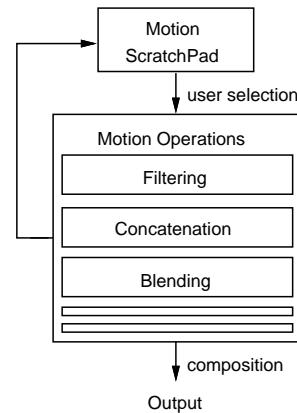 Motion
ScratchPad
user selection
Motion Operations
Filtering
Concatenation
Blending
composition
Output